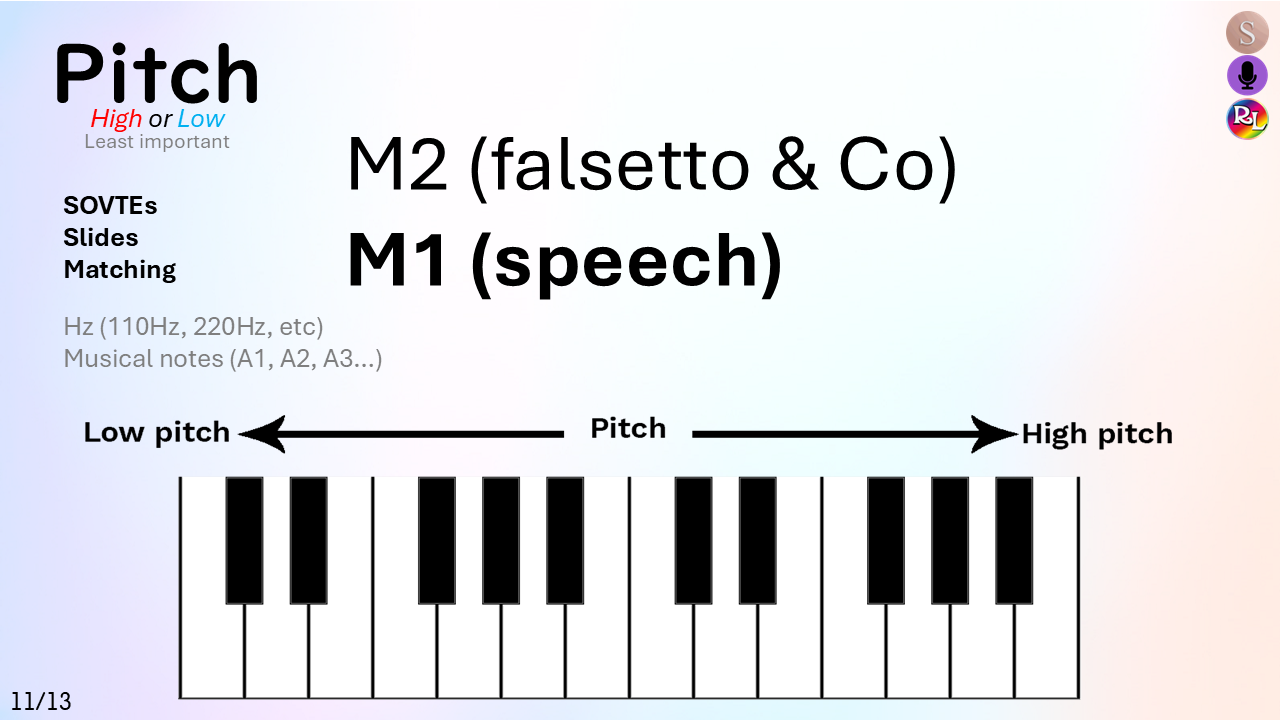 Pitch
High or Low
Least important
M2 (falsetto & Co)
M1 (speech)
SOVTEs
Slides
Matching
Hz (110Hz, 220Hz, etc)
Musical notes (A1, A2, A3...)
Low pitch
Pitch
High pitch
11/13
S
RL